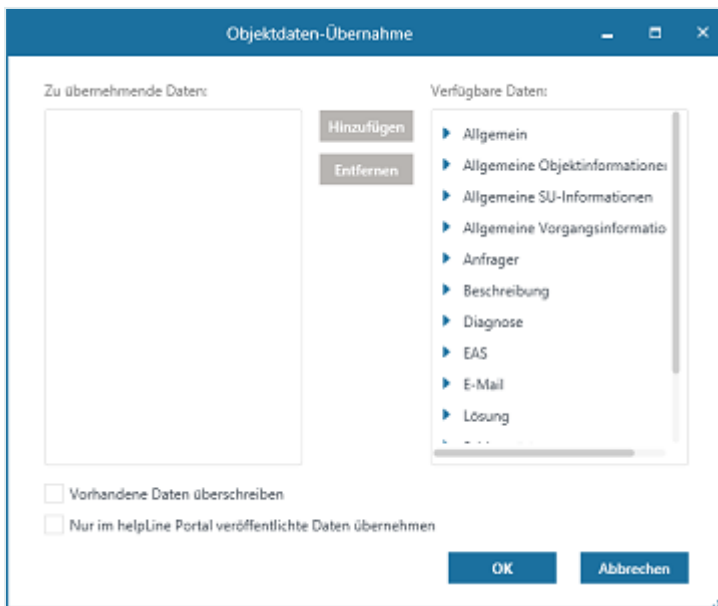 Objektdaten-Übernahme
Zu übernehmende Daten:
Verfügbare Daten:
Hinzufügen
Entfernen
Allgemein
Allgemeine Objektinformatione
Allgemeine SU-Informationen
Allgemeine Vorgangsinformatio
Anfrager
Beschreibung
Diagnose
EAS
E-Mail
Lösung
Vorhandene Daten überschreiben
Nur im helpLine Portal veröffentlichte Daten übernehmen
OK
Abbrechen